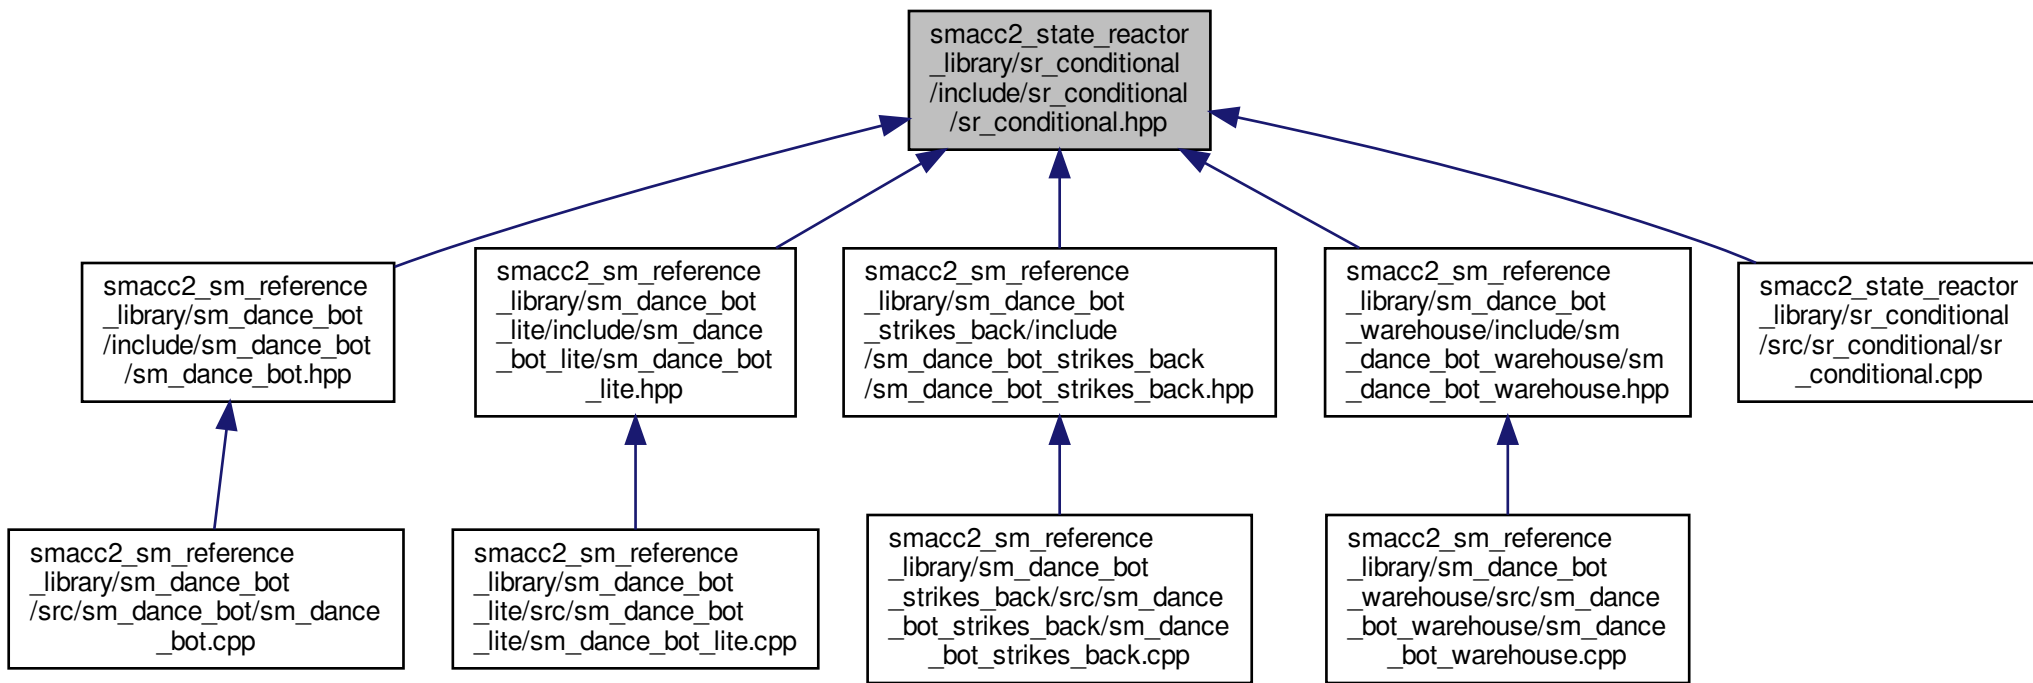 smacc2_state_reactor
_library/sr_conditional
/include/sr_conditional
/sr_conditional.hpp
smacc2_sm_reference
_library/sm_dance_bot
/include/sm_dance_bot
/sm_dance_bot.hpp
smacc2_sm_reference
_library/sm_dance_bot
_lite/include/sm_dance
_bot_lite/sm_dance_bot
_lite.hpp
smacc2_sm_reference
_library/sm_dance_bot
_strikes_back/include
/sm_dance_bot_strikes_back
/sm_dance_bot_strikes_back.hpp
smacc2_sm_reference
_library/sm_dance_bot
_warehouse/include/sm
_dance_bot_warehouse/sm
_dance_bot_warehouse.hpp
smacc2_state_reactor
_library/sr_conditional
/src/sr_conditional/sr
_conditional.cpp
smacc2_sm_reference
_library/sm_dance_bot
/src/sm_dance_bot/sm_dance
_bot.cpp
smacc2_sm_reference
_library/sm_dance_bot
_lite/src/sm_dance_bot
_lite/sm_dance_bot_lite.cpp
smacc2_sm_reference
_library/sm_dance_bot
_strikes_back/src/sm_dance
_bot_strikes_back/sm_dance
_bot_strikes_back.cpp
smacc2_sm_reference
_library/sm_dance_bot
_warehouse/src/sm_dance
_bot_warehouse/sm_dance
_bot_warehouse.cpp